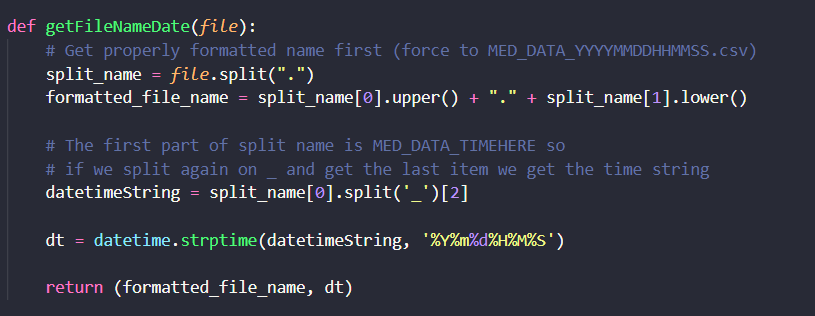 def getFileNameDate(file):
    # Get properly formatted name first (force to MED_DATA_YYYYMMDDHHMMSS.csv)
    split_name = file.split(".")
    formatted_file_name = split_name[0].upper() + "." + split_name[1].lower()

    # The first part of split name is MED_DATA_TIMEHERE so
    # if we split again on _ and get the last item we get the time string
    datetimeString = split_name[0].split('_')[2]

    dt = datetime.strptime(datetimeString, '%Y%m%d%H%M%S')

    return (formatted_file_name, dt)